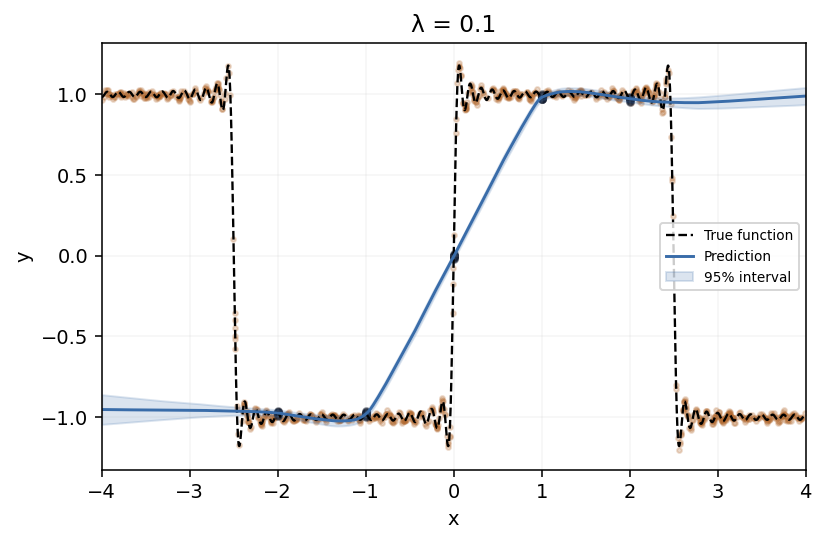 λ = 0.1
1.0
0.5
0.0
−0.5
−1.0
y
True function
Prediction
95% interval
−4
−3
−2
−1
0
1
2
3
4
x